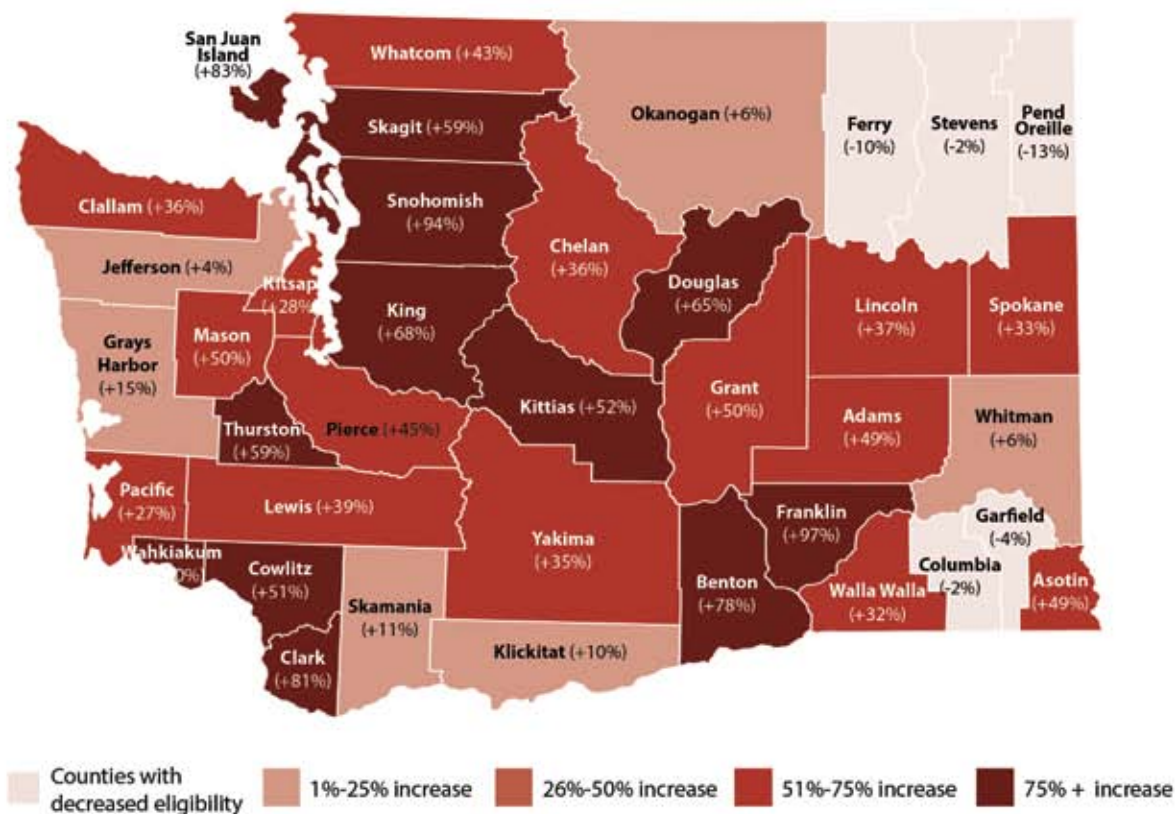 San Juan
Island
(+83%)
Whatcom (+43%)
Skagit (+59%)
Okanogan (+6%)
Ferry
(-10%)
Stevens
(-2%)
Pend
Oreille
(-13%)
Clallam (+36%)
Snohomish
(+94%)
Chelan
(+36%)
Jefferson (+4%)
Kitsap
(+28%)
Douglas
(+65%)
Lincoln
(+37%)
Spokane
(+33%)
King
(+68%)
Mason
(+50%)
Grays
Harbor
(+15%)
Kittias (+52%)
Grant
(+50%)
Adams
(+49%)
Whitman
(+6%)
Thurston
(+59%)
Pierce (+45%)
Pacific
(+27%)
Lewis (+39%)
Yakima
(+35%)
Franklin
(+97%)
Garfield
(-4%)
Wahkiakum
Cowlitz
(+51%)
Skamania
(+11%)
Benton
(+78%)
Columbia
(-2%)
Walla Walla
(+32%)
Asotin
(+49%)
Clark
(+81%)
Klickitat (+10%)
Counties with
decreased eligibility
1%-25% increase
26%-50% increase
51%-75% increase
75% + increase